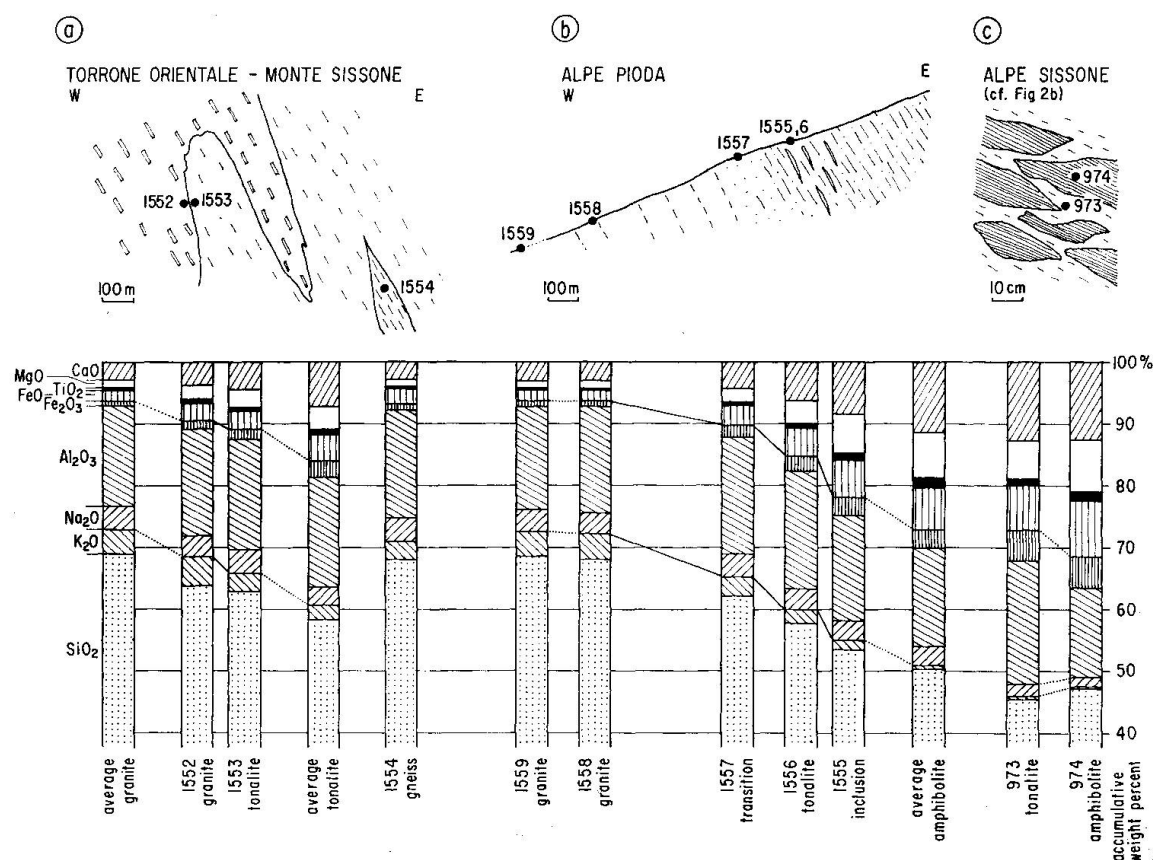 a
TORRONE ORIENTALE - MONTE SISSONE
W
E
1552
1553
1554
100 m
b
ALPE PIODA
W
E
1555,6
1557
1558
1559
100 m
c
ALPE SISSONE
(cf. Fig 2b)
974
973
10 cm
CaO
MgO
TiO₂
FeO
Fe₂O₃
Al₂O₃
Na₂O
K₂O
SiO₂
100%
90
80
70
60
50
40
average granite
1552 granite
1553 tonalite
average tonalite
1554 gneiss
1559 granite
1558 granite
1557 transition
1556 tonalite
1555 inclusion
average amphibolite
973 tonalite
974 amphibolite
accumulative weight percent